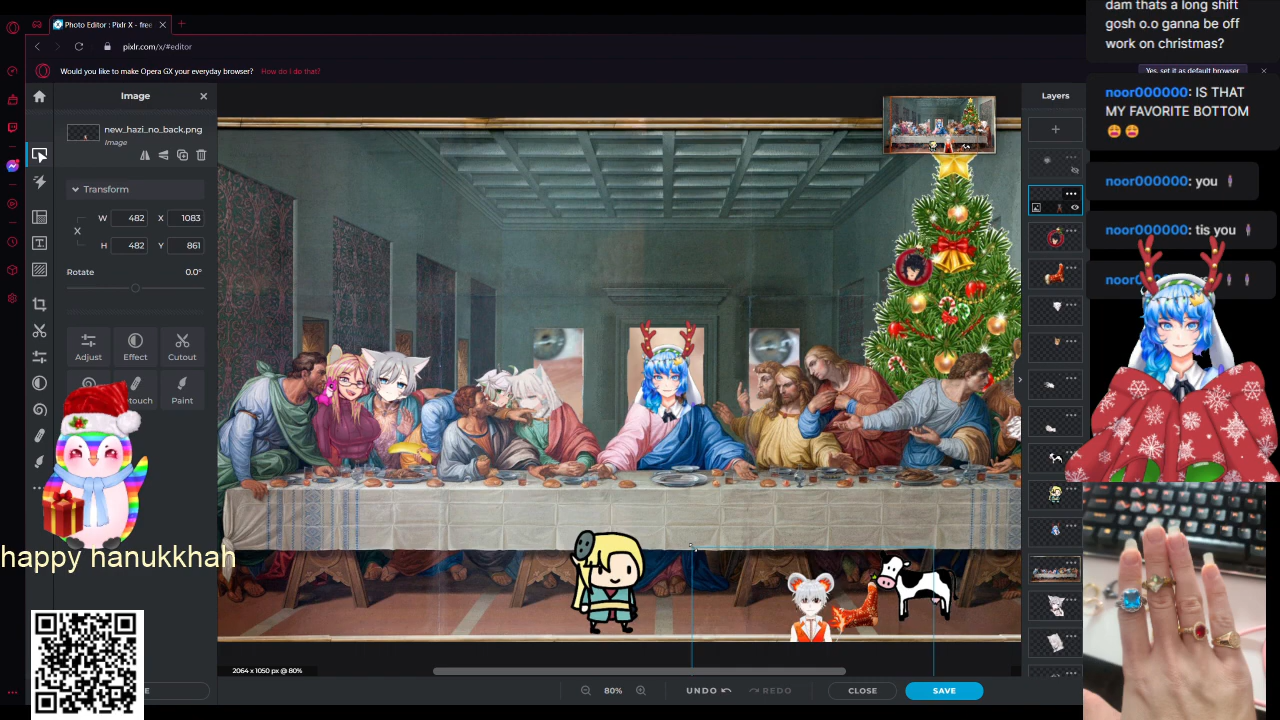 Photo Editor : Pixlr X - free
pixlr.com/x/#editor
Would you like to make Opera GX your everyday browser? How do I do that?
Yes, set it as default browser
Image
new_hazi_no_back.png
Image
Transform
W 482 X 1083
X
H 482 Y 861
Rotate 0.0°
Adjust Effect Cutout
Paint
happy hanukkhah
2064 x 1050 px @ 80%
80%
UNDO
REDO
CLOSE
SAVE
Layers
dam thats a long shift
gosh o.o ganna be off
work on christmas?
noor000000: IS THAT
MY FAVORITE BOTTOM
noor000000: you
noor000000: tis you